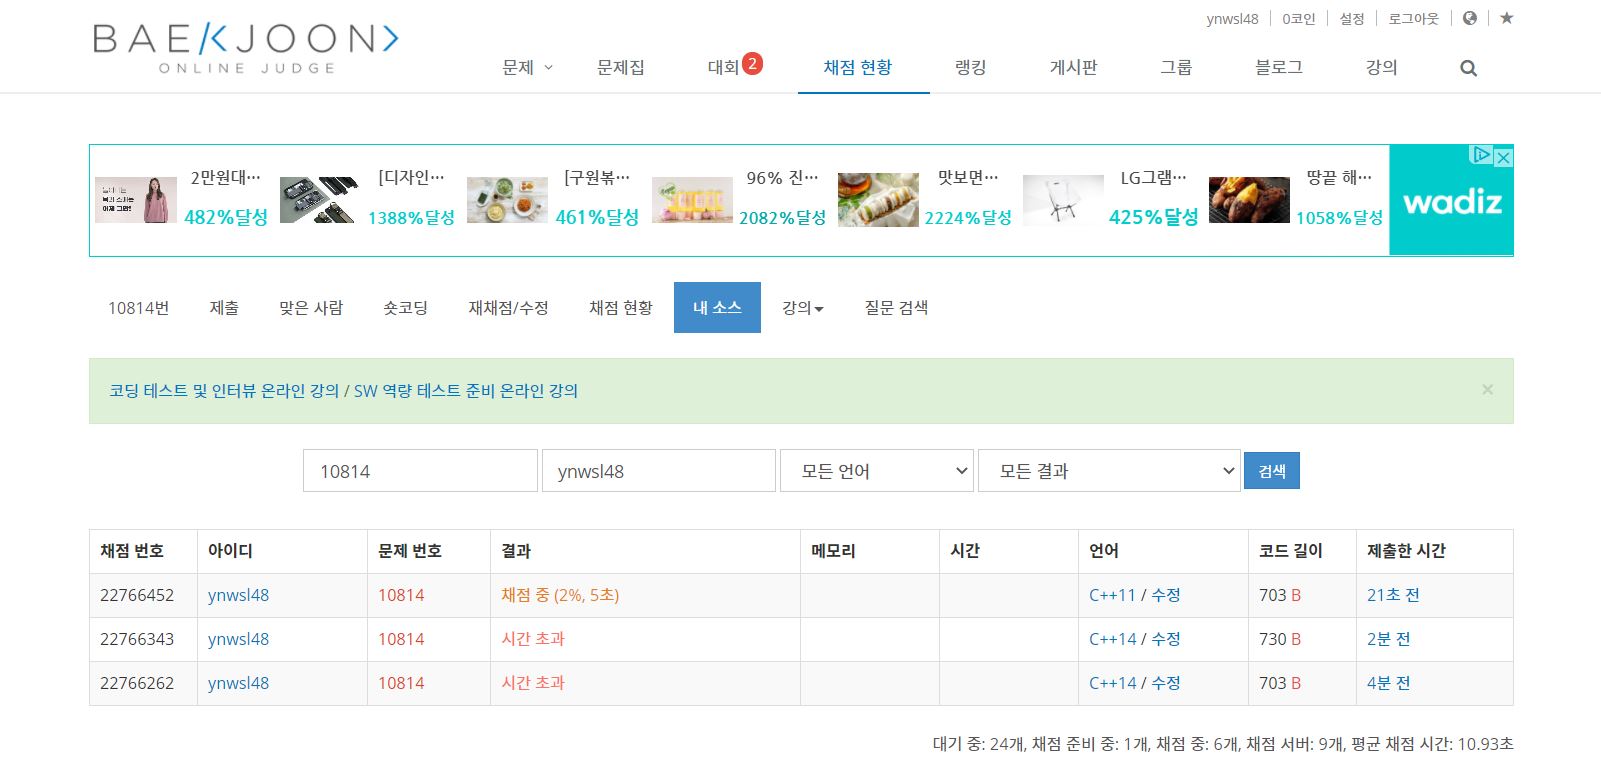 ynwsl48 0코인 설정 로그아웃
BAEKJOON>
ONLINE JUDGE
문제 문제집 대회 2 채점 현황 랭킹 게시판 그룹 블로그 강의
2만원대… [디자인… [구원볶… 96% 진… 맛보면… LG그램… 땅끝 해…
482%달성 1388%달성 461%달성 2082%달성 2224%달성 425%달성 1058%달성
wadiz
10814번 제출 맞은 사람 숏코딩 재채점/수정 채점 현황 내 소스 강의 질문 검색
코딩 테스트 및 인터뷰 온라인 강의 / SW 역량 테스트 준비 온라인 강의 ×
10814 ynwsl48 모든 언어 모든 결과 검색
채점 번호 아이디 문제 번호 결과 메모리 시간 언어 코드 길이 제출한 시간
22766452 ynwsl48 10814 채점 중 (2%, 5초) C++11 / 수정 703 B 21초 전
22766343 ynwsl48 10814 시간 초과 C++14 / 수정 730 B 2분 전
22766262 ynwsl48 10814 시간 초과 C++14 / 수정 703 B 4분 전
대기 중: 24개, 채점 준비 중: 1개, 채점 중: 6개, 채점 서버: 9개, 평균 채점 시간: 10.93초